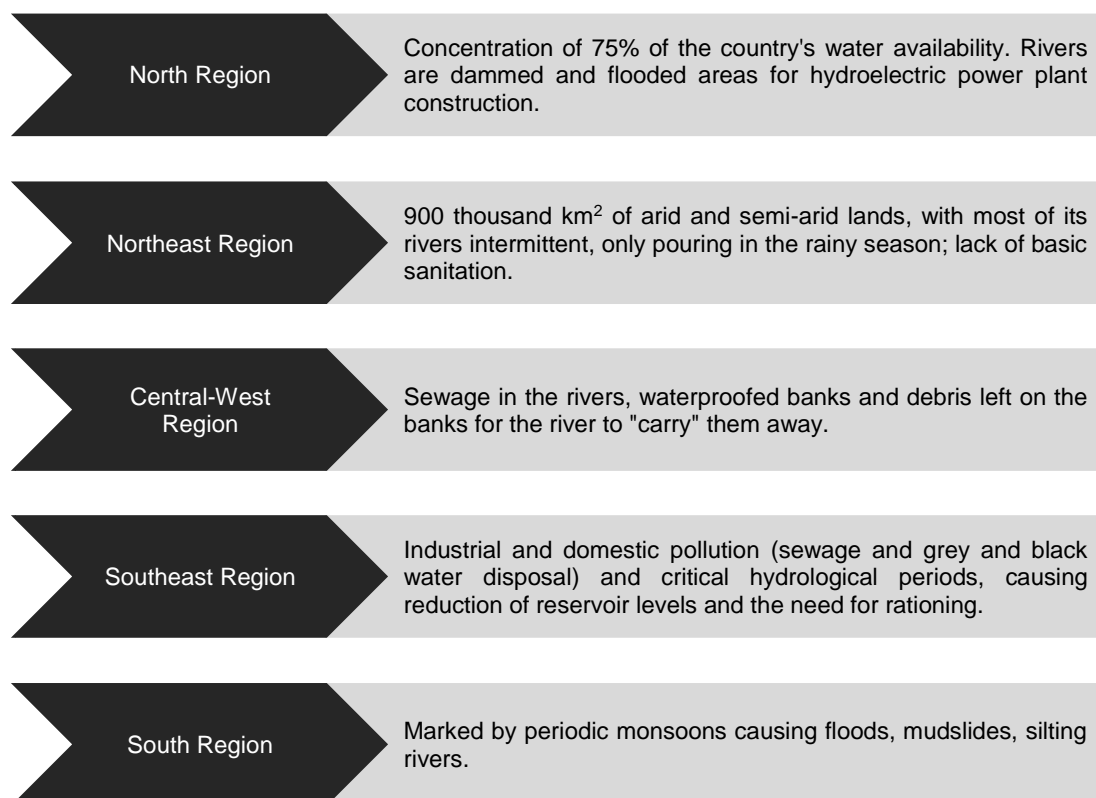 North Region
Concentration of 75% of the country's water availability. Rivers
are dammed and flooded areas for hydroelectric power plant
construction.
Northeast Region
900 thousand km² of arid and semi-arid lands, with most of its
rivers intermittent, only pouring in the rainy season; lack of basic
sanitation.
Central-West
Region
Sewage in the rivers, waterproofed banks and debris left on the
banks for the river to "carry" them away.
Southeast Region
Industrial and domestic pollution (sewage and grey and black
water disposal) and critical hydrological periods, causing
reduction of reservoir levels and the need for rationing.
South Region
Marked by periodic monsoons causing floods, mudslides, silting
rivers.